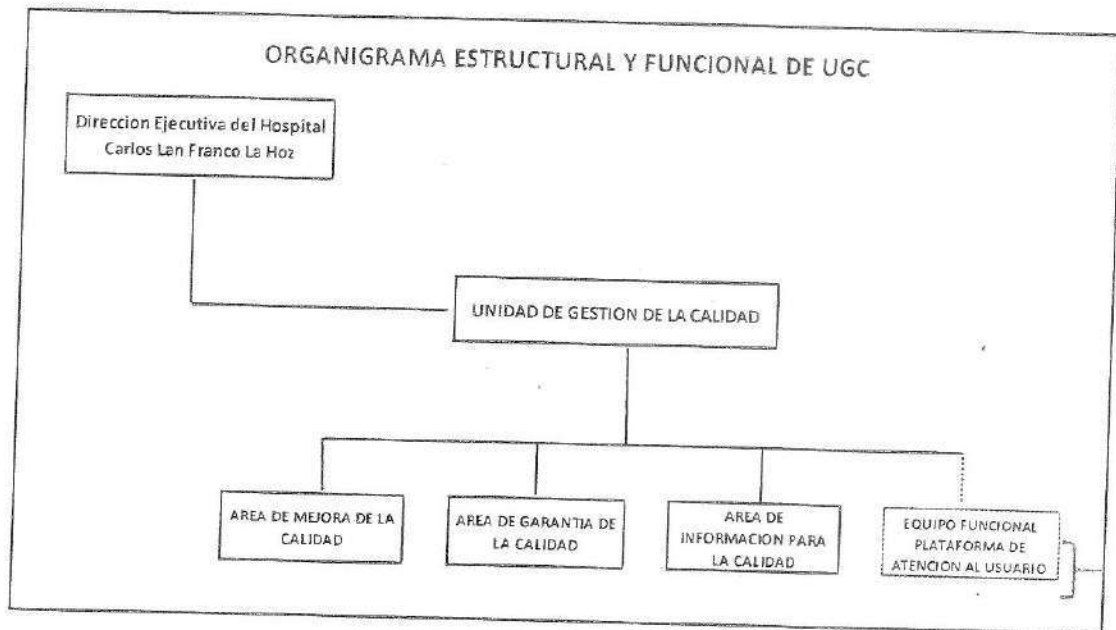 ORGANIGRAMA ESTRUCTURAL Y FUNCIONAL DE UGC
Direccion Ejecutiva del Hospital
Carlos Lan Franco La Hoz
UNIDAD DE GESTION DE LA CALIDAD
AREA DE MEJORA DE LA
CALIDAD
AREA DE GARANTIA DE
LA CALIDAD
AREA DE
INFORMACION PARA
LA CALIDAD
EQUIPO FUNCIONAL
PLATAFORMA DE
ATENCION AL USUARIO